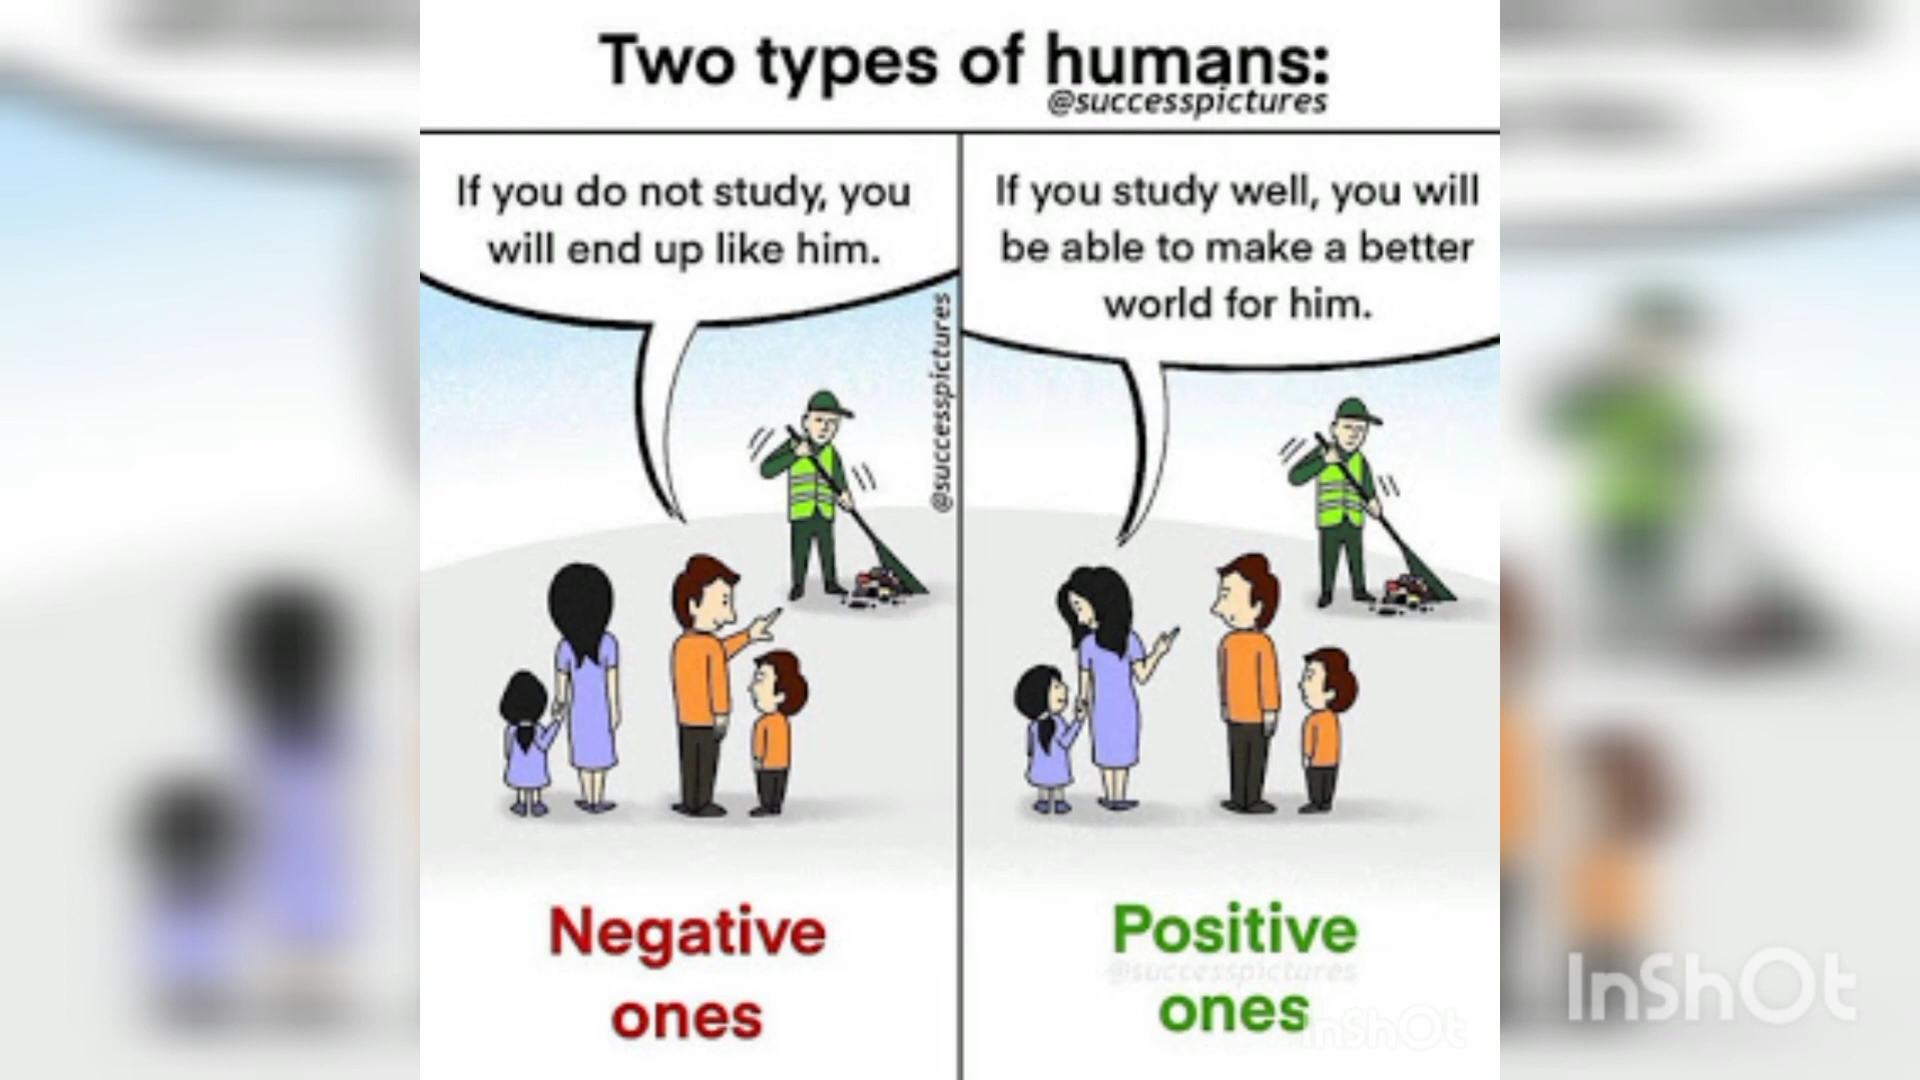 Two types of humans:
@successpictures
If you do not study, you
will end up like him.
@successpictures
If you study well, you will
be able to make a better
world for him.
Negative
ones
Positive
@successpictures
ones
InShOt
InShOt